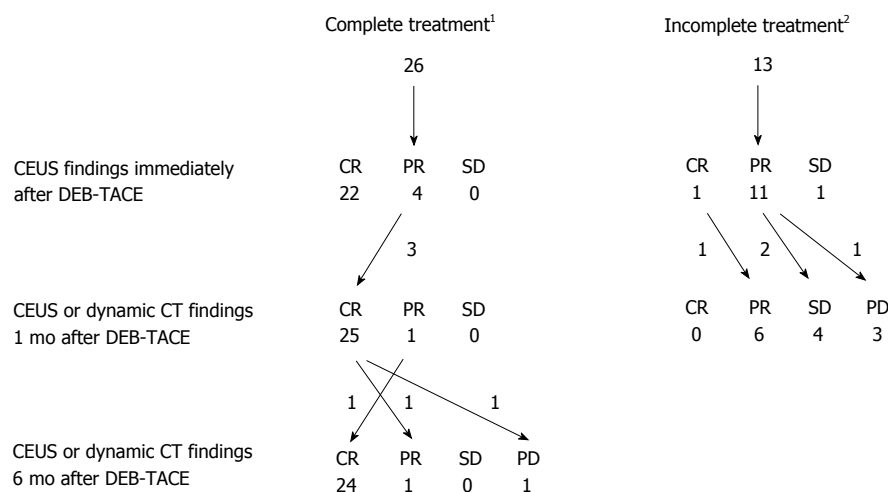 Complete treatment¹ Incomplete treatment²
26 13
CEUS findings immediately
after DEB-TACE
CR PR SD CR PR SD
22 4 0 1 11 1
3 1 2 1
CEUS or dynamic CT findings
1 mo after DEB-TACE
CR PR SD CR PR SD PD
25 1 0 0 6 4 3
1 1 1
CEUS or dynamic CT findings
6 mo after DEB-TACE
CR PR SD PD
24 1 0 1